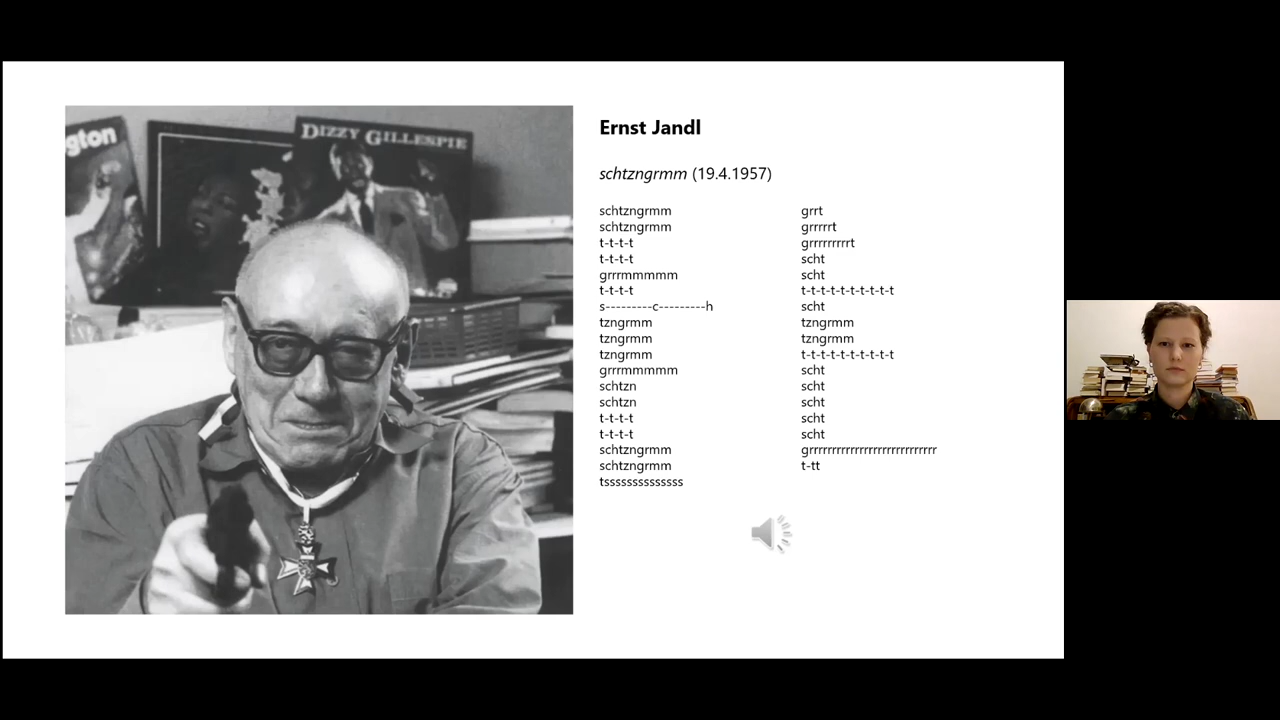 gton
DIZZY GILLESPIE
Ernst Jandl
schtzngrmm (19.4.1957)
schtzngrmm
schtzngrmm
t-t-t-t
t-t-t-t
grrrmmmmm
t-t-t-t
s---------c---------h
tzngrmm
tzngrmm
tzngrmm
grrrmmmmm
schtzn
schtzn
t-t-t-t
t-t-t-t
schtzngrmm
schtzngrmm
tssssssssssssss
grrt
grrrrrt
grrrrrrrrrt
scht
scht
t-t-t-t-t-t-t-t-t-t
scht
tzngrmm
tzngrmm
t-t-t-t-t-t-t-t-t-t
scht
scht
scht
scht
scht
grrrrrrrrrrrrrrrrrrrrrrrrrrrr
t-tt